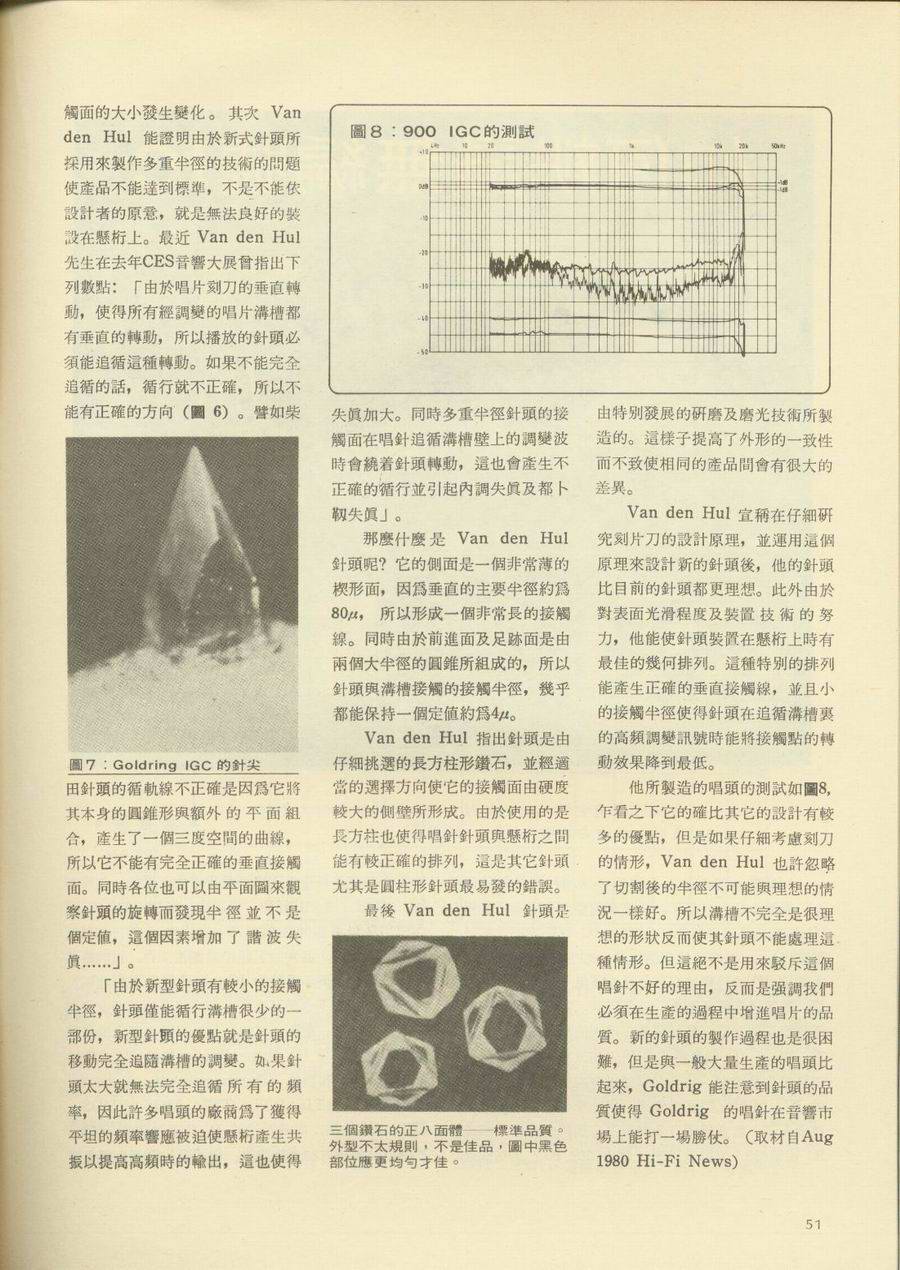 觸面的大小發生變化。其次 Van
den Hul 能證明由於新式針頭所
採用來製作多重半徑的技術的問題
使產品不能達到標準，不是不能依
設計者的原意，就是無法良好的裝
設在懸桁上。最近 Van den Hul
先生在去年CES音響大展曾指出下
列數點：「由於唱片刻刀的垂直轉
動，使得所有經調變的唱片溝槽都
有垂直的轉動，所以播放的針頭必
須能追循這種轉動。如果不能完全
追循的話，循行就不正確，所以不
能有正確的方向（圖 6）。譬如柴
圖7：Goldring IGC 的針尖
田針頭的循軌線不正確是因爲它將
其本身的圓錐形與額外的平面組
合，產生了一個三度空間的曲線，
所以它不能有完全正確的垂直接觸
面。同時各位也可以由平面圖來觀
察針頭的旋轉而發現半徑並不是
個定値，這個因素增加了諧波失
眞……」。
「由於新型針頭有較小的接觸
半徑，針頭僅能循行溝槽很少的一
部份，新型針頭的優點就是針頭的
移動完全追隨溝槽的調變。如果針
頭太大就無法完全追循所有的頻
率，因此許多唱頭的廠商爲了獲得
平坦的頻率響應被迫使懸桁產生共
振以提高高頻時的輸出，這也使得
圖8：900 IGC的測試
10 20 100 1k 10k 20k 50kHz
+10
0dB
-10
-20
-30
-40
-50
失眞加大。同時多重半徑針頭的接
觸面在唱針追循溝槽壁上的調變波
時會繞着針頭轉動，這也會產生不
正確的循行並引起內調失眞及都卜
勒失眞」。
那麼什麼是 Van den Hul
針頭呢？它的側面是一個非常薄的
楔形面，因爲垂直的主要半徑約爲
80μ，所以形成一個非常長的接觸
線。同時由於前進面及足跡面是由
兩個大半徑的圓錐所組成的，所以
針頭與溝槽接觸的接觸半徑，幾乎
都能保持一個定値約爲4μ。
Van den Hul 指出針頭是由
仔細挑選的長方柱形鑽石，並經適
當的選擇方向使它的接觸面由硬度
較大的側壁所形成。由於使用的是
長方柱也使得唱針針頭與懸桁之間
能有較正確的排列，這是其它針頭
尤其是圓柱形針頭最易發的錯誤。
最後 Van den Hul 針頭是
三個鑽石的正八面體──標準品質。
外型不太規則，不是佳品，圖中黑色
部位應更均勻才佳。
由特別發展的硏磨及磨光技術所製
造的。這樣子提高了外形的一致性
而不致使相同的產品間會有很大的
差異。
Van den Hul 宣稱在仔細硏
究刻片刀的設計原理，並運用這個
原理來設計新的針頭後，他的針頭
比目前的針頭都更理想。此外由於
對表面光滑程度及裝置技術的努
力，他能使針頭裝置在懸桁上時有
最佳的幾何排列。這種特別的排列
能產生正確的垂直接觸線，並且小
的接觸半徑使得針頭在追循溝槽裏
的高頻調變訊號時能將接觸點的轉
動效果降到最低。
他所製造的唱頭的測試如圖8，
乍看之下它的確比其它的設計有較
多的優點，但是如果仔細考慮刻刀
的情形，Van den Hul 也許忽略
了切割後的半徑不可能與理想的情
況一樣好。所以溝槽不完全是很理
想的形狀反而使其針頭不能處理這
種情形。但這絕不是用來駁斥這個
唱針不好的理由，反而是强調我們
必須在生產的過程中增進唱片的品
質。新的針頭的製作過程也是很困
難，但是與一般大量生產的唱頭比
起來，Goldrig 能注意到針頭的品
質使得 Goldrig 的唱針在音響市
場上能打一場勝仗。（取材自Aug
1980 Hi-Fi News）
51